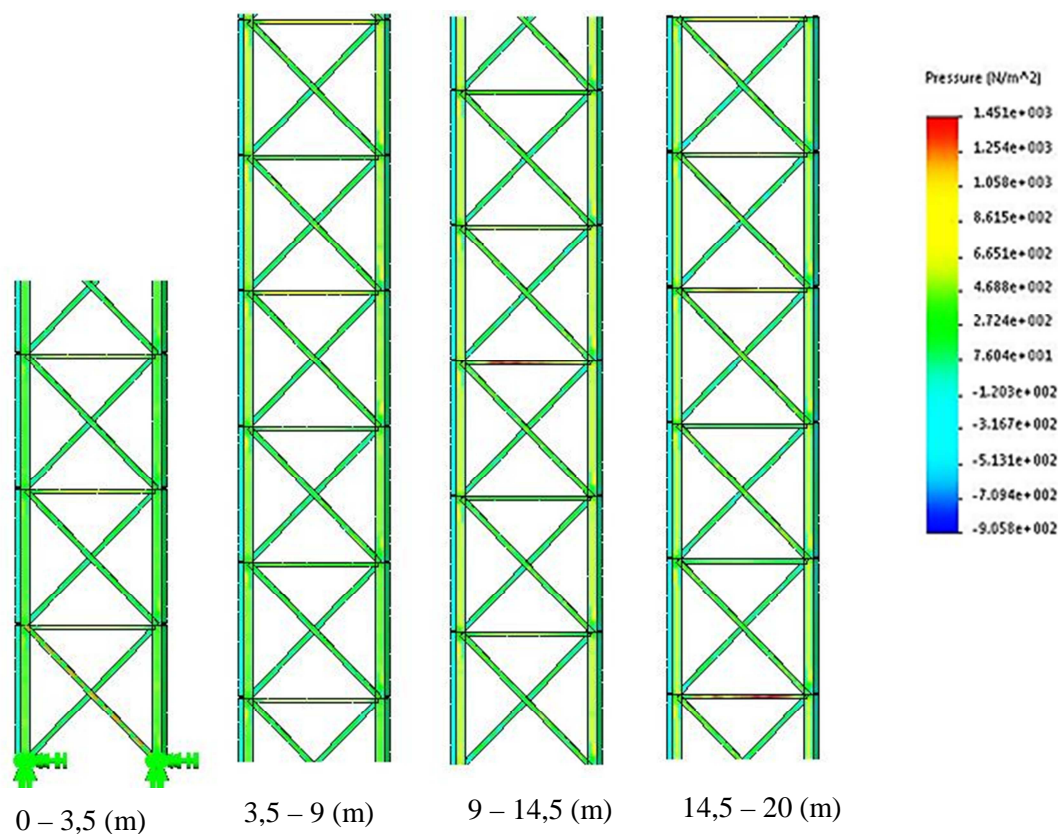 Pressure [N/m^2]
1.451e+003
1.254e+003
1.058e+003
8.615e+002
6.651e+002
4.688e+002
2.724e+002
7.604e+001
-1.203e+002
-3.167e+002
-5.131e+002
-7.094e+002
-9.058e+002
0 – 3,5 (m)
3,5 – 9 (m)
9 – 14,5 (m)
14,5 – 20 (m)